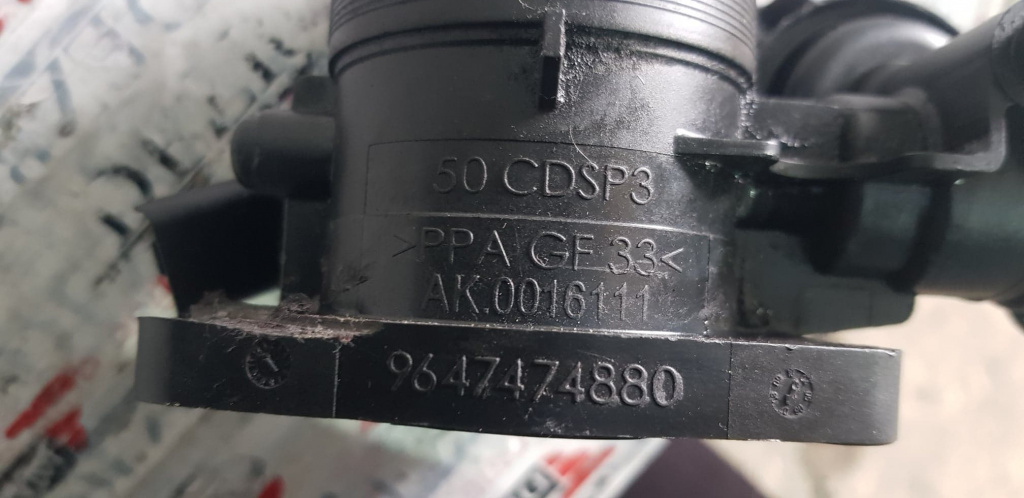 50 CDSP3
>PPA GF 33<
AK.0016111
9647474880